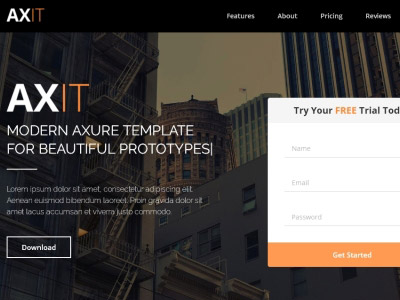 AXIT
Features About Pricing Reviews
AXIT
MODERN AXURE TEMPLATE
FOR BEAUTIFUL PROTOTYPES|
Lorem ipsum dolor sit amet, consectetur adipiscing elit.
Aenean euismod bibendum laoreet. Proin gravida dolor sit
amet lacus accumsan et viverra justo commodo.
Download
Try Your FREE Trial Tod
Name
Email
Password
Get Started